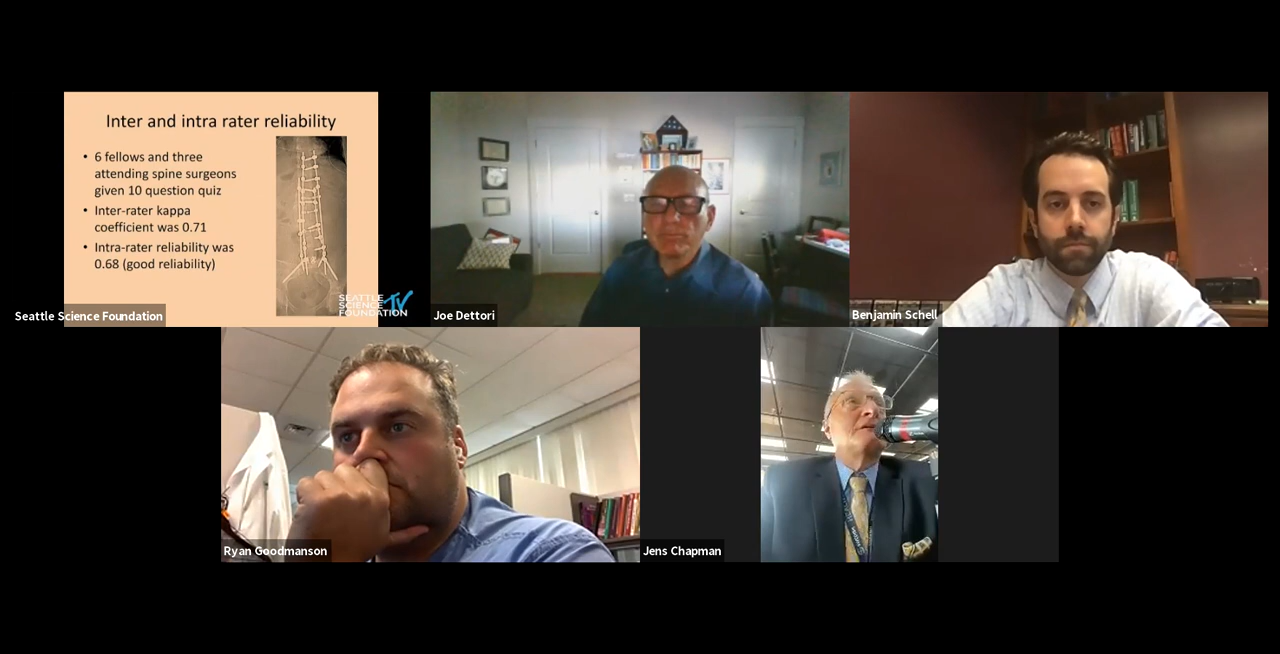 Inter and intra rater reliability
• 6 fellows and three
attending spine surgeons
given 10 question quiz
• Inter-rater kappa
coefficient was 0.71
• Intra-rater reliability was
0.68 (good reliability)
SEATTLE
SCIENCE
FOUNDATION
TV
Seattle Science Foundation
Joe Dettori
Benjamin Schell
Ryan Goodmanson
Jens Chapman